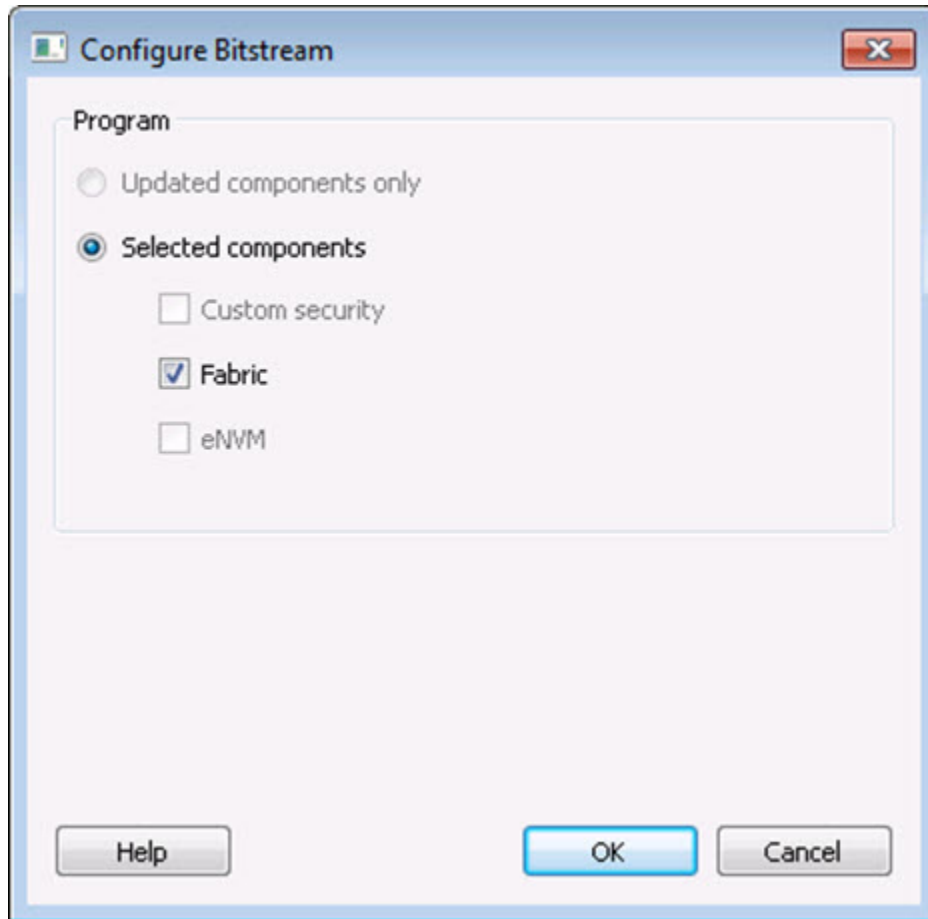 Configure Bitstream
Program
Updated components only
Selected components
Custom security
Fabric
eNVM
Help
OK
Cancel